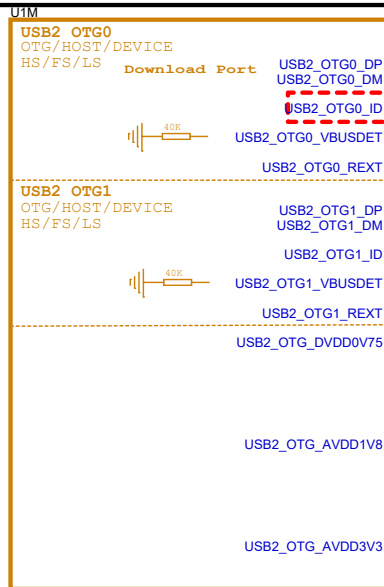 U1M
USB2 OTG0
OTG/HOST/DEVICE
HS/FS/LS
Download Port
USB2_OTG0_DP
USB2_OTG0_DM
USB2_OTG0_ID
40K
USB2_OTG0_VBUSDET
USB2_OTG0_REXT
USB2 OTG1
OTG/HOST/DEVICE
HS/FS/LS
USB2_OTG1_DP
USB2_OTG1_DM
USB2_OTG1_ID
40K
USB2_OTG1_VBUSDET
USB2_OTG1_REXT
USB2_OTG_DVDD0V75
USB2_OTG_AVDD1V8
USB2_OTG_AVDD3V3